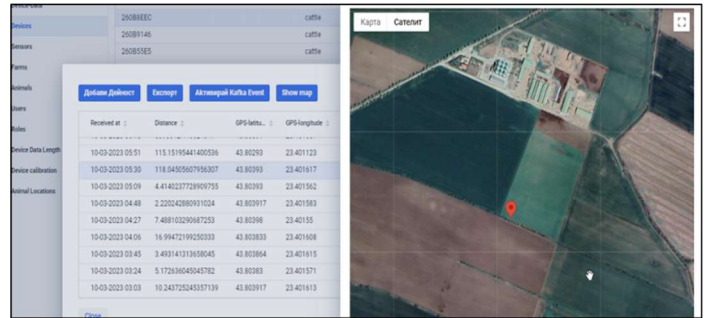 Devices
Sensors
Farms
Animals
Users
Roles
Device Data Length
Device calibration
Animal Locations
260B8EEC cattle
260B9146 cattle
260B55E5 cattle
Добави Дейност Експорт Активирай Kafka Event Show map
Received at Distance GPS-latitu... GPS-longitude
10-03-2023 05:51 115.15195441400536 43.80293 23.401123
10-03-2023 05:30 118.04505607956307 43.80393 23.401617
10-03-2023 05:09 4.4140237728909755 43.80393 23.401562
10-03-2023 04:48 2.220242880931024 43.803917 23.401583
10-03-2023 04:27 7.488103290687253 43.80398 23.40155
10-03-2023 04:06 16.99472199250333 43.803833 23.401608
10-03-2023 03:45 3.493141313658045 43.803864 23.401615
10-03-2023 03:24 5.172636045045782 43.80383 23.401571
10-03-2023 03:03 10.243725245357139 43.803917 23.401613
Close
Карта Сателит